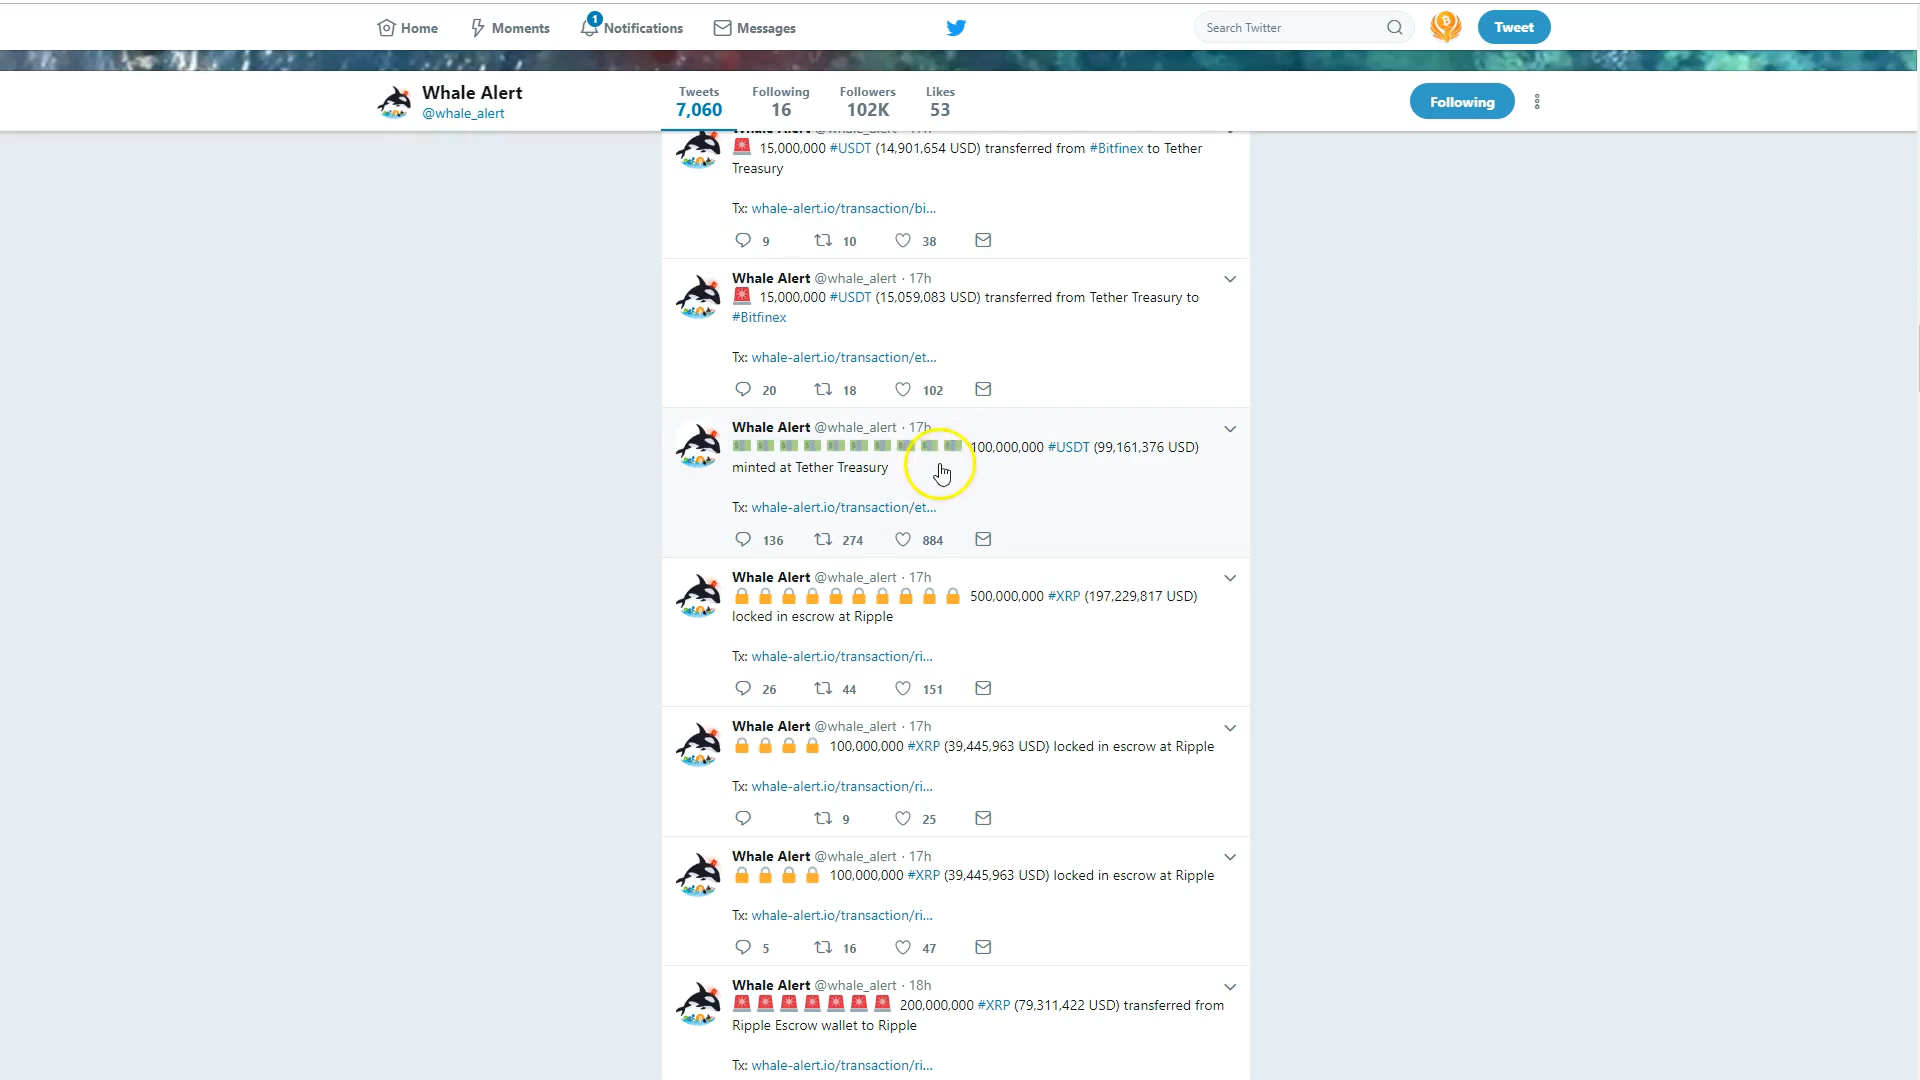 Home
Moments
1
Notifications
Messages
Search Twitter
Tweet
Whale Alert
@whale_alert
Tweets
7,060
Following
16
Followers
102K
Likes
53
Following
15,000,000 #USDT (14,901,654 USD) transferred from #Bitfinex to Tether
Treasury
Tx: whale-alert.io/transaction/bi...
9 10 38
Whale Alert @whale_alert · 17h
15,000,000 #USDT (15,059,083 USD) transferred from Tether Treasury to
#Bitfinex
Tx: whale-alert.io/transaction/et...
20 18 102
Whale Alert @whale_alert · 17h
100,000,000 #USDT (99,161,376 USD)
minted at Tether Treasury
Tx: whale-alert.io/transaction/et...
136 274 884
Whale Alert @whale_alert · 17h
500,000,000 #XRP (197,229,817 USD)
locked in escrow at Ripple
Tx: whale-alert.io/transaction/ri...
26 44 151
Whale Alert @whale_alert · 17h
100,000,000 #XRP (39,445,963 USD) locked in escrow at Ripple
Tx: whale-alert.io/transaction/ri...
9 25
Whale Alert @whale_alert · 17h
100,000,000 #XRP (39,445,963 USD) locked in escrow at Ripple
Tx: whale-alert.io/transaction/ri...
5 16 47
Whale Alert @whale_alert · 18h
200,000,000 #XRP (79,311,422 USD) transferred from
Ripple Escrow wallet to Ripple
Tx: whale-alert.io/transaction/ri...